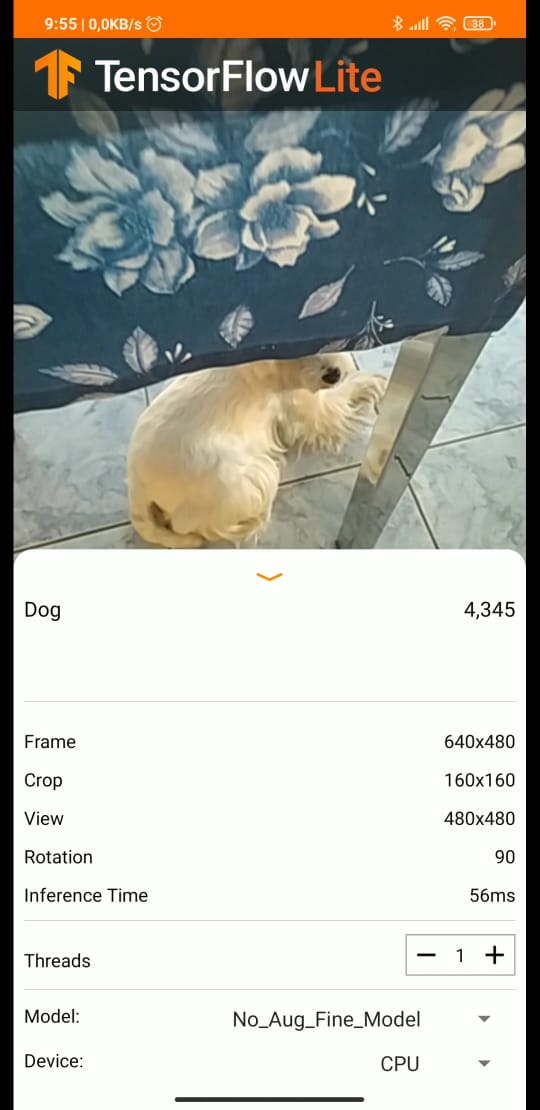 9:55 | 0,0KB/s
38
TensorFlow Lite
Dog 4,345
Frame 640x480
Crop 160x160
View 480x480
Rotation 90
Inference Time 56ms
Threads 1
Model: No_Aug_Fine_Model
Device: CPU